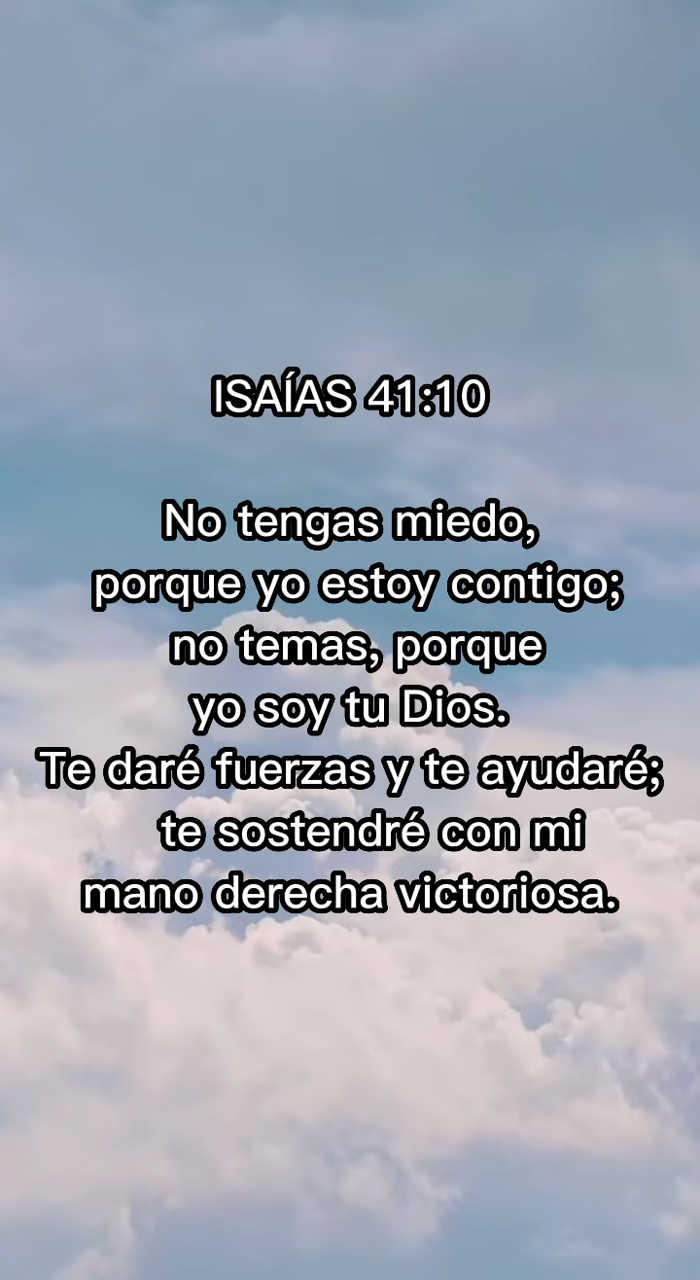 ISAÍAS 41:10
No tengas miedo,
porque yo estoy contigo;
no temas, porque
yo soy tu Dios.
Te daré fuerzas y te ayudaré;
te sostendré con mi
mano derecha victoriosa.